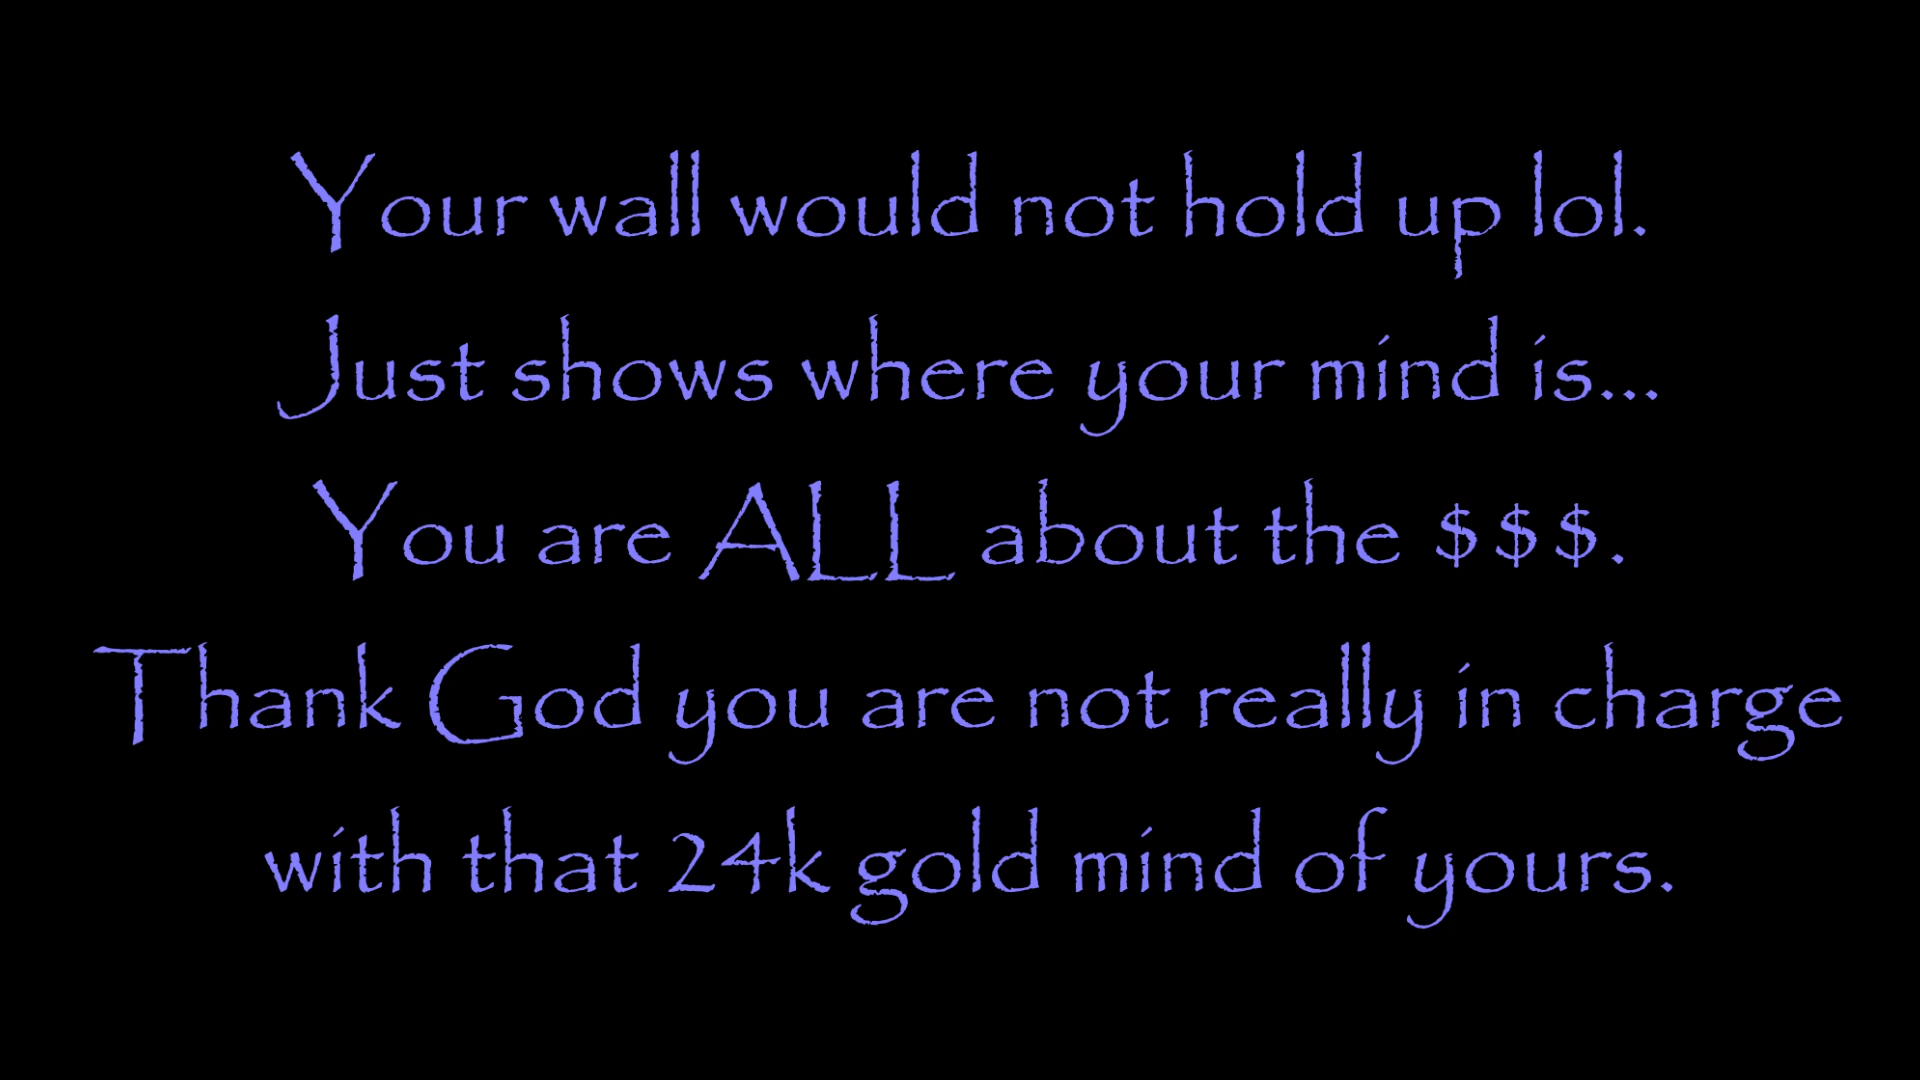 Your wall would not hold up lol.
Just shows where your mind is...
You are ALL about the $$$.
Thank God you are not really in charge
with that 24k gold mind of yours.